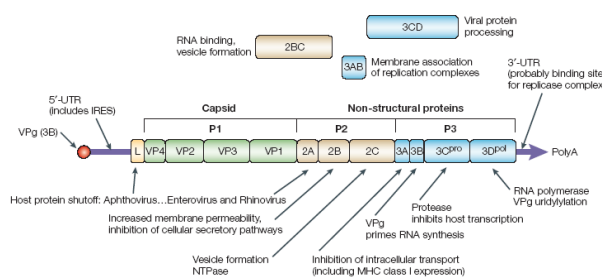 3CD
Viral protein
processing
RNA binding,
vesicle formation
2BC
3AB
Membrane association
of replication complexes
3′-UTR
(probably binding site
for replicase complex)
5′-UTR
(includes IRES)
VPg (3B)
Capsid
Non-structural proteins
P1
P2
P3
L VP4 VP2 VP3 VP1 2A 2B 2C 3A 3B 3Cpro 3Dpol
PolyA
Host protein shutoff: Aphthovirus...Enterovirus and Rhinovirus
Increased membrane permeability,
inhibition of cellular secretory pathways
Vesicle formation
NTPase
Inhibition of intracellular transport
(including MHC class I expression)
VPg
primes RNA synthesis
Protease
inhibits host transcription
RNA polymerase
VPg uridylylation